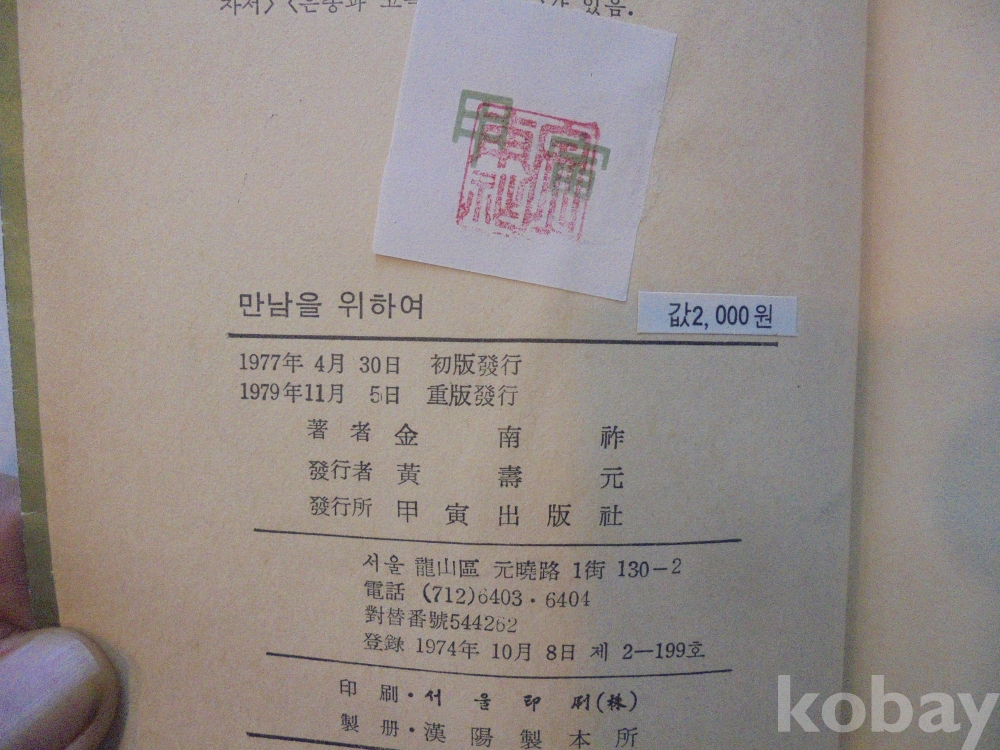 있음.
甲寅
만남을 위하여
값2,000원
1977年 4月 30日 初版發行
1979年11月 5日 重版發行
著者 金南祚
發行者 黃壽元
發行所 甲寅出版社
서울 龍山區 元曉路 1街 130-2
電話 (712)6403·6404
對替番號544262
登錄 1974年 10月 8日 제 2—199호
印刷·서울印刷(株)
製册·漢陽製本所
kobay